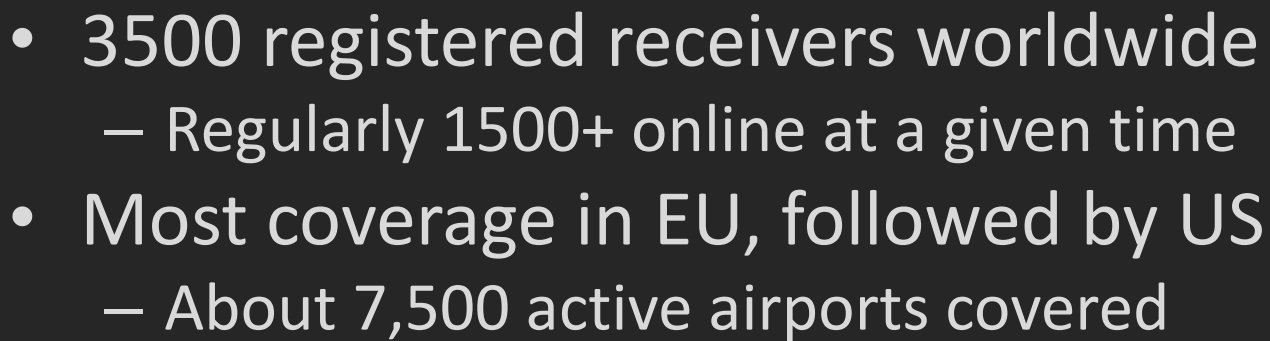 • 3500 registered receivers worldwide
– Regularly 1500+ online at a given time
• Most coverage in EU, followed by US
– About 7,500 active airports covered